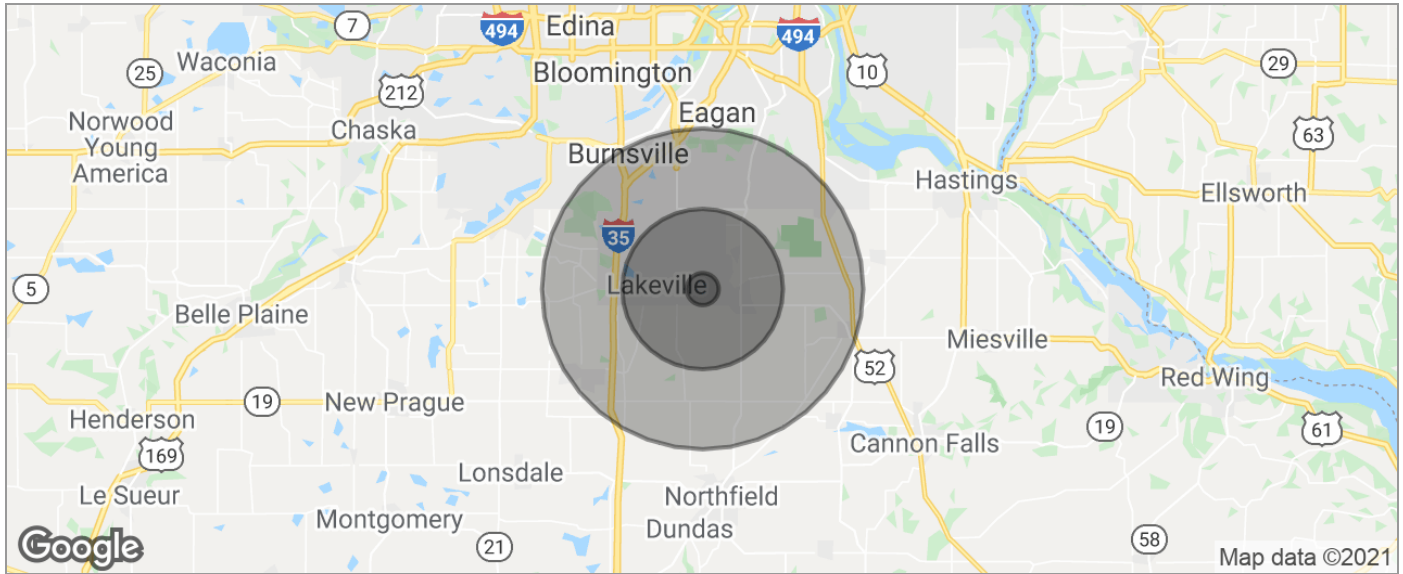 7
494
Edina
494
Waconia
25
212
Bloomington
10
29
Norwood
Young
America
Chaska
Eagan
63
Burnsville
Hastings
Ellsworth
35
5
Lakeville
Belle Plaine
Miesville
52
Red Wing
19
New Prague
Henderson
169
19
61
Cannon Falls
Lonsdale
Le Sueur
Northfield
Montgomery
Dundas
21
58
Google
Map data ©2021